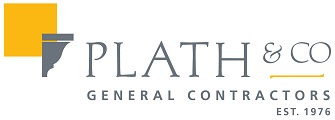 PLATH & CO
GENERAL CONTRACTORS
EST. 1976